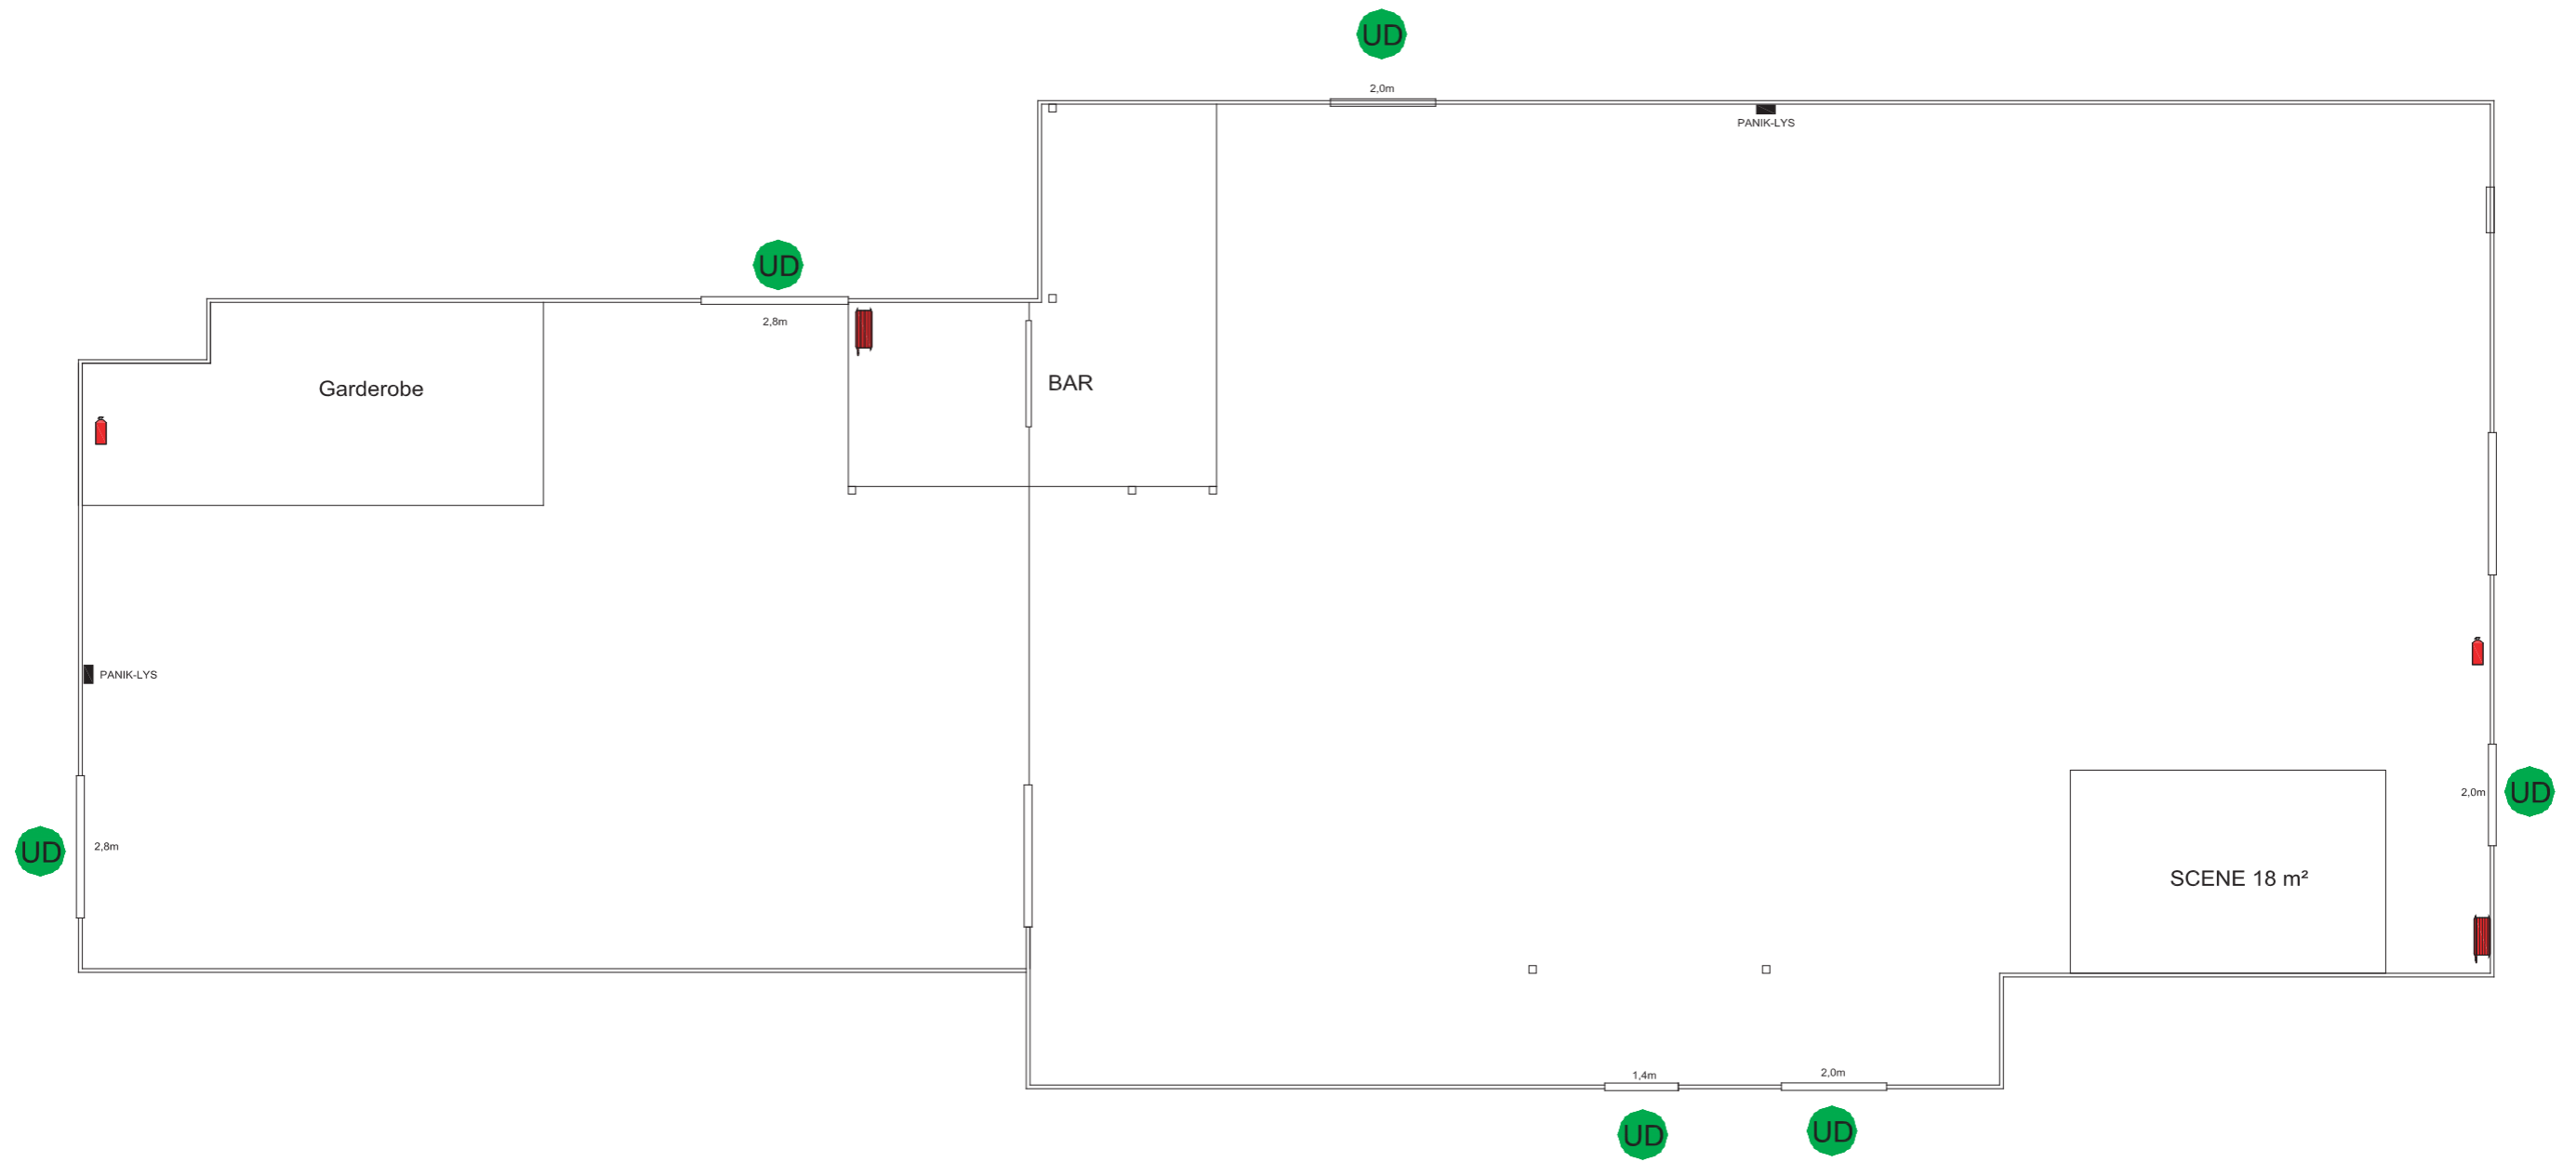 UD
2,0m
PANIK-LYS
UD
2,8m
Garderobe
BAR
PANIK-LYS
UD
2,8m
2,0m
UD
SCENE 18 m²
1,4m
2,0m
UD
UD